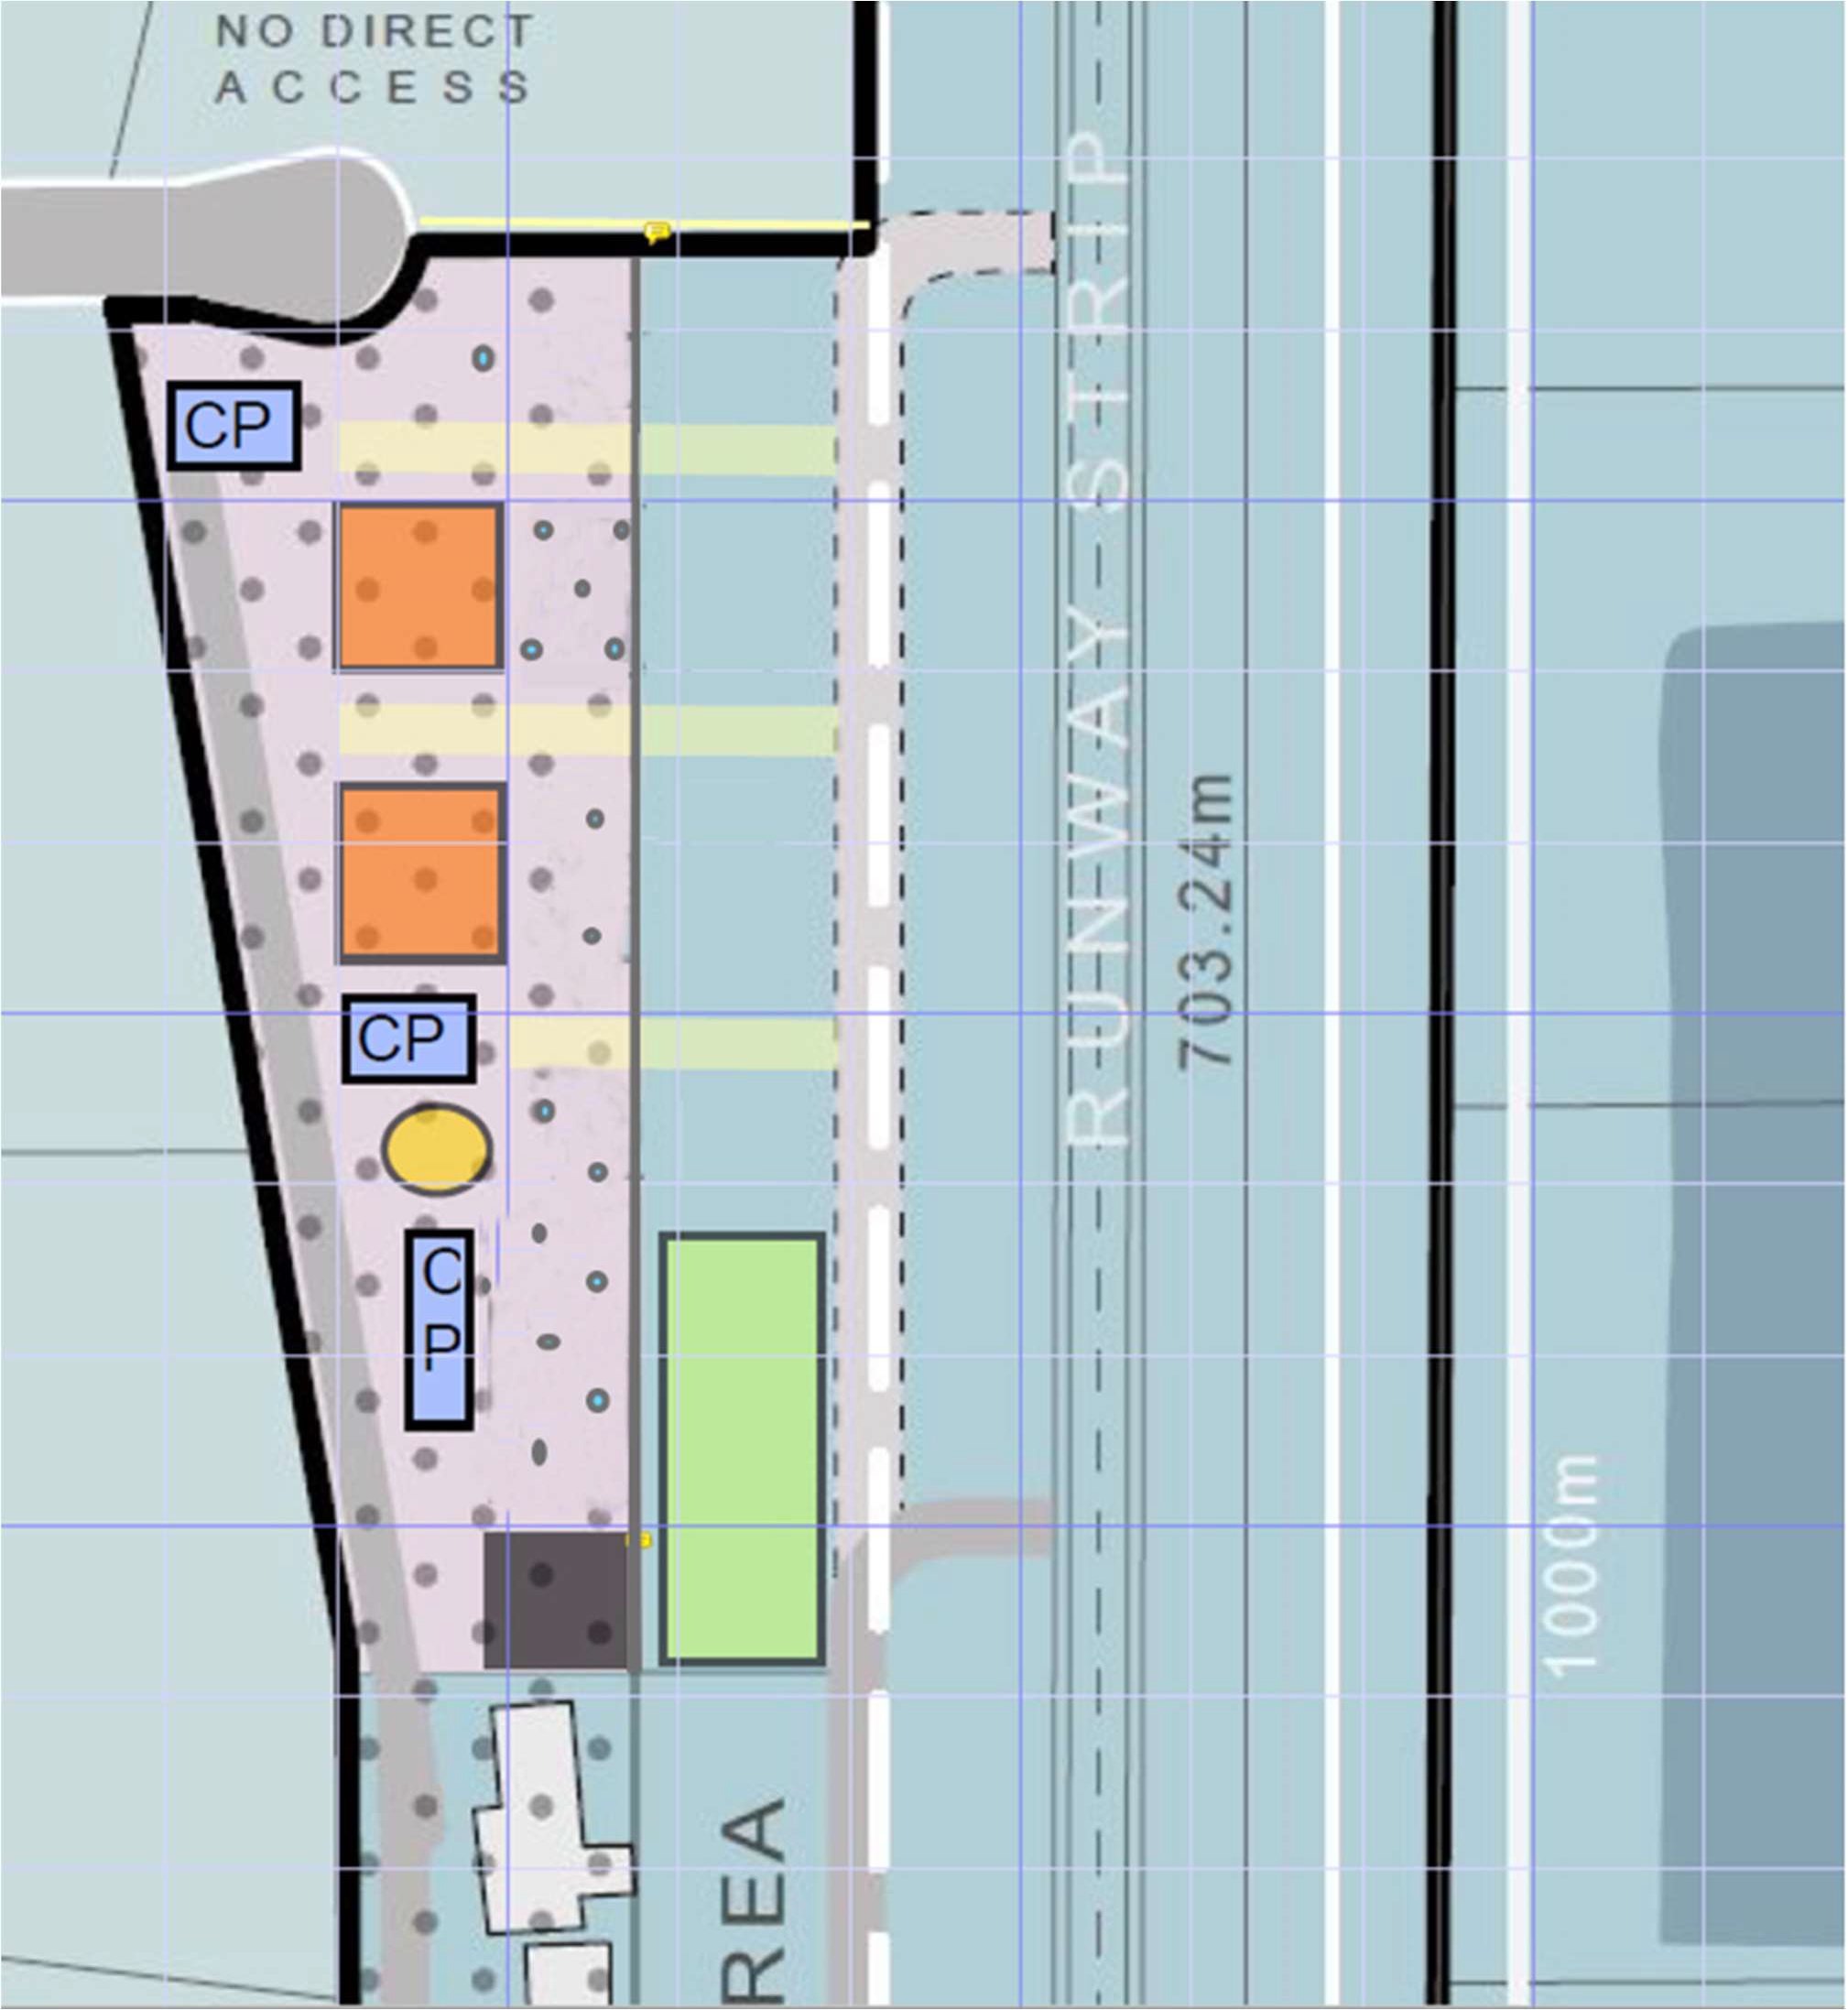 NO DIRECT
ACCESS
CP
RUNWAY STRIP
703.24m
CP
C
P
1000m
REA